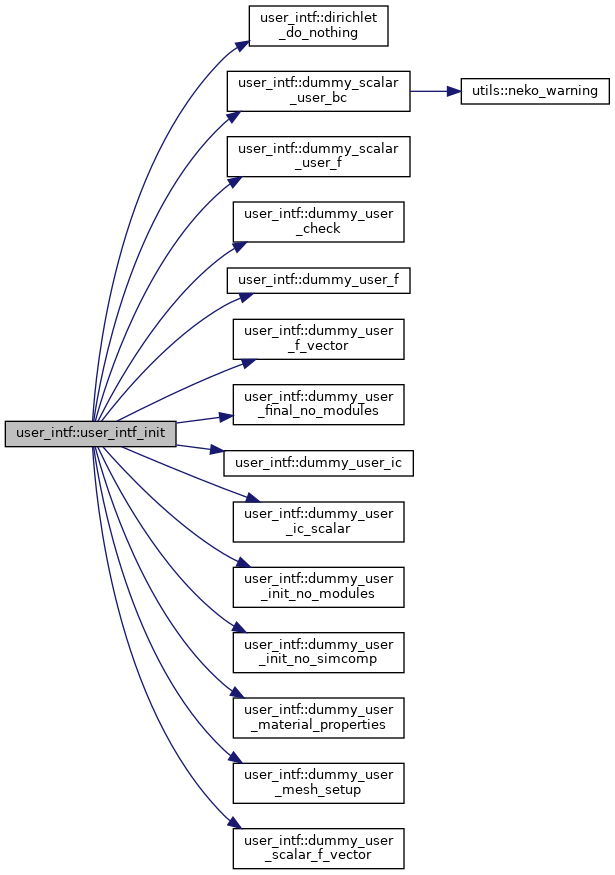 user_intf::dirichlet
_do_nothing
user_intf::dummy_scalar
_user_bc
utils::neko_warning
user_intf::dummy_scalar
_user_f
user_intf::dummy_user
_check
user_intf::dummy_user_f
user_intf::dummy_user
_f_vector
user_intf::dummy_user
_final_no_modules
user_intf::user_intf_init
user_intf::dummy_user_ic
user_intf::dummy_user
_ic_scalar
user_intf::dummy_user
_init_no_modules
user_intf::dummy_user
_init_no_simcomp
user_intf::dummy_user
_material_properties
user_intf::dummy_user
_mesh_setup
user_intf::dummy_user
_scalar_f_vector